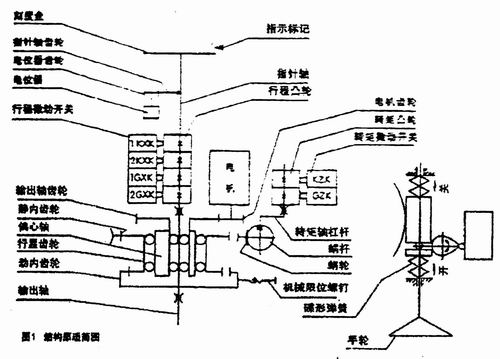 刻度盘
指示标记
指针轴齿轮
电位器齿轮
电位器
指针轴
行程凸轮
行程微动开关
1KXK
2KXK
1GXK
2GXK
电机
电机齿轮
转矩凸轮
转矩微动开关
KZK
GZK
输出轴齿轮
静内齿轮
偏心轴
行星齿轮
动内齿轮
输出轴
转矩轴杠杆
蜗杆
蜗轮
机械限位螺钉
碟形弹簧
关
开
手轮
图1 结构原理简图